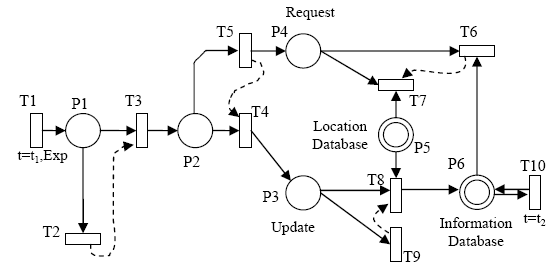 Request
T5
P4
T6
T1
P1
T3
T4
T7
t=t1,Exp
P2
Location
Database
P5
P6
T10
T8
P3
T2
Update
Information
Database
t=t2
T9